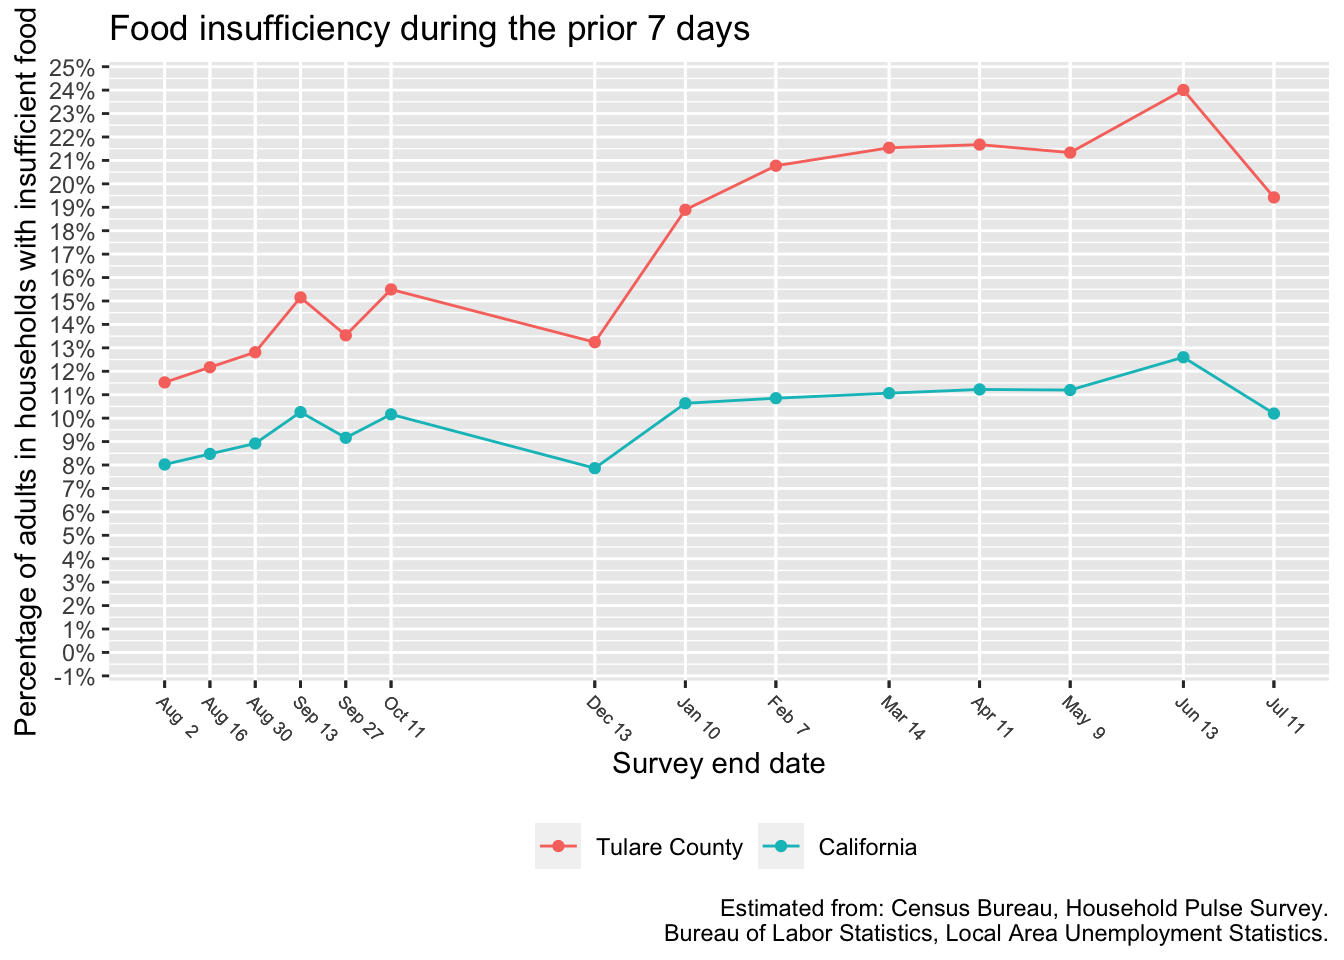 Food insufficiency during the prior 7 days
Percentage of adults in households with insufficient food
25%
24%
23%
22%
21%
20%
19%
18%
17%
16%
15%
14%
13%
12%
11%
10%
9%
8%
7%
6%
5%
4%
3%
2%
1%
0%
-1%
Aug 2
Aug 16
Aug 30
Sep 13
Sep 27
Oct 11
Dec 13
Jan 10
Feb 7
Mar 14
Apr 11
May 9
Jun 13
Jul 11
Survey end date
Tulare County
California
Estimated from: Census Bureau, Household Pulse Survey.
Bureau of Labor Statistics, Local Area Unemployment Statistics.